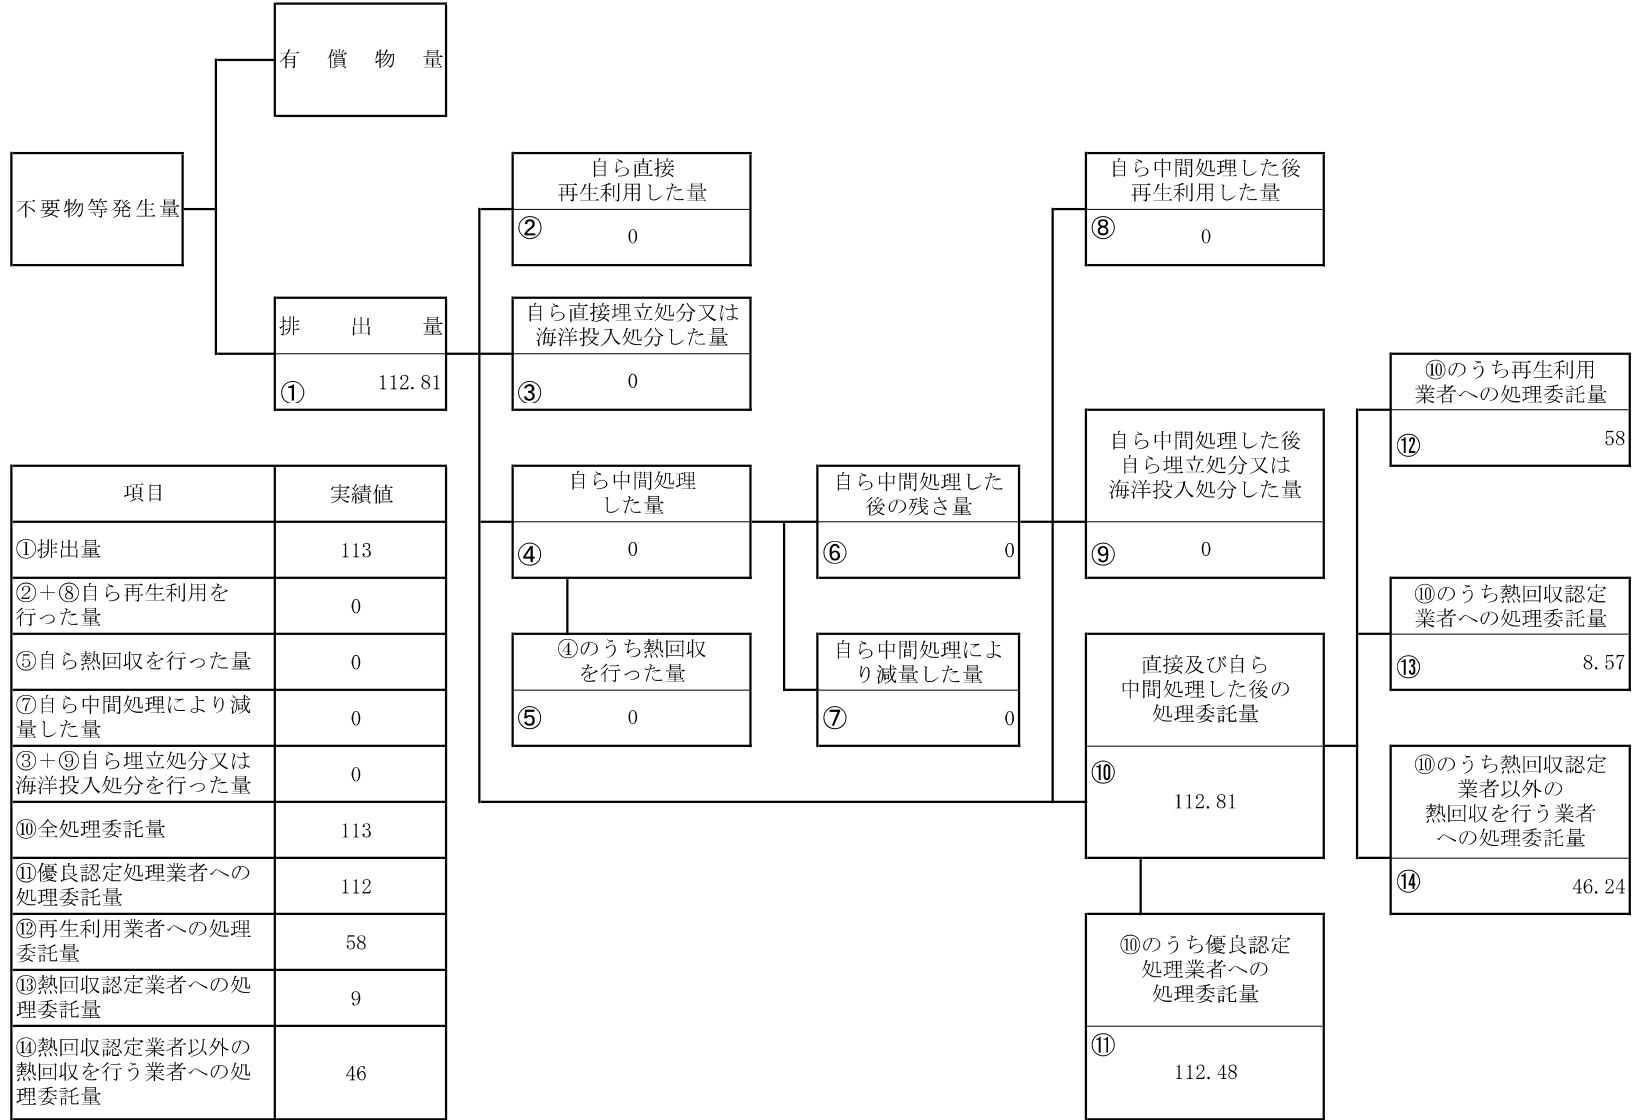 有償物量
不要物等発生量
排出量
①
112.81
自ら直接
再生利用した量
②
0
自ら直接埋立処分又は
海洋投入処分した量
③
0
自ら中間処理
した量
④
0
④のうち熱回収
を行った量
⑤
0
自ら中間処理した
後の残さ量
⑥
0
自ら中間処理によ
り減量した量
⑦
0
自ら中間処理した後
再生利用した量
⑧
0
自ら中間処理した後
自ら埋立処分又は
海洋投入処分した量
⑨
0
直接及び自ら
中間処理した後の
処理委託量
⑩
112.81
⑩のうち優良認定
処理業者への
処理委託量
⑪
112.48
⑩のうち再生利用
業者への処理委託量
⑫
58
⑩のうち熱回収認定
業者への処理委託量
⑬
8.57
⑩のうち熱回収認定
業者以外の
熱回収を行う業者
への処理委託量
⑭
46.24
項目 実績値
①排出量 113
②＋⑧自ら再生利用を
行った量
0
⑤自ら熱回収を行った量 0
⑦自ら中間処理により減
量した量
0
③＋⑨自ら埋立処分又は
海洋投入処分を行った量
0
⑩全処理委託量 113
⑪優良認定処理業者への
処理委託量
112
⑫再生利用業者への処理
委託量
58
⑬熱回収認定業者への処
理委託量
9
⑭熱回収認定業者以外の
熱回収を行う業者への処
理委託量
46